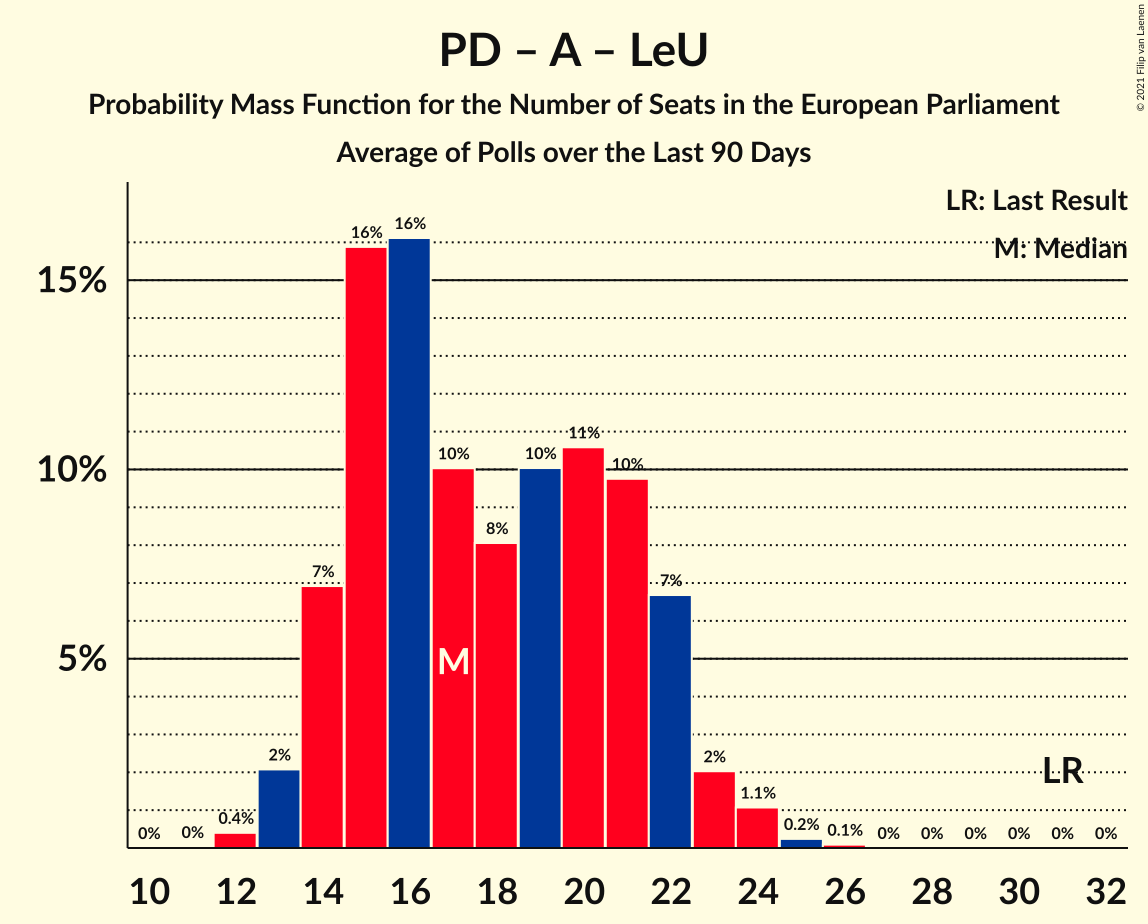 © 2021 Filip van Laenen
PD – A – LeU
Probability Mass Function for the Number of Seats in the European Parliament
Average of Polls over the Last 90 Days
LR: Last Result
M: Median
15%
10%
5%
0%
0%
0.4%
2%
7%
16%
16%
10%
8%
10%
11%
10%
7%
2%
1.1%
0.2%
0.1%
0%
0%
0%
0%
0%
0%
M
LR
10 12 14 16 18 20 22 24 26 28 30 32